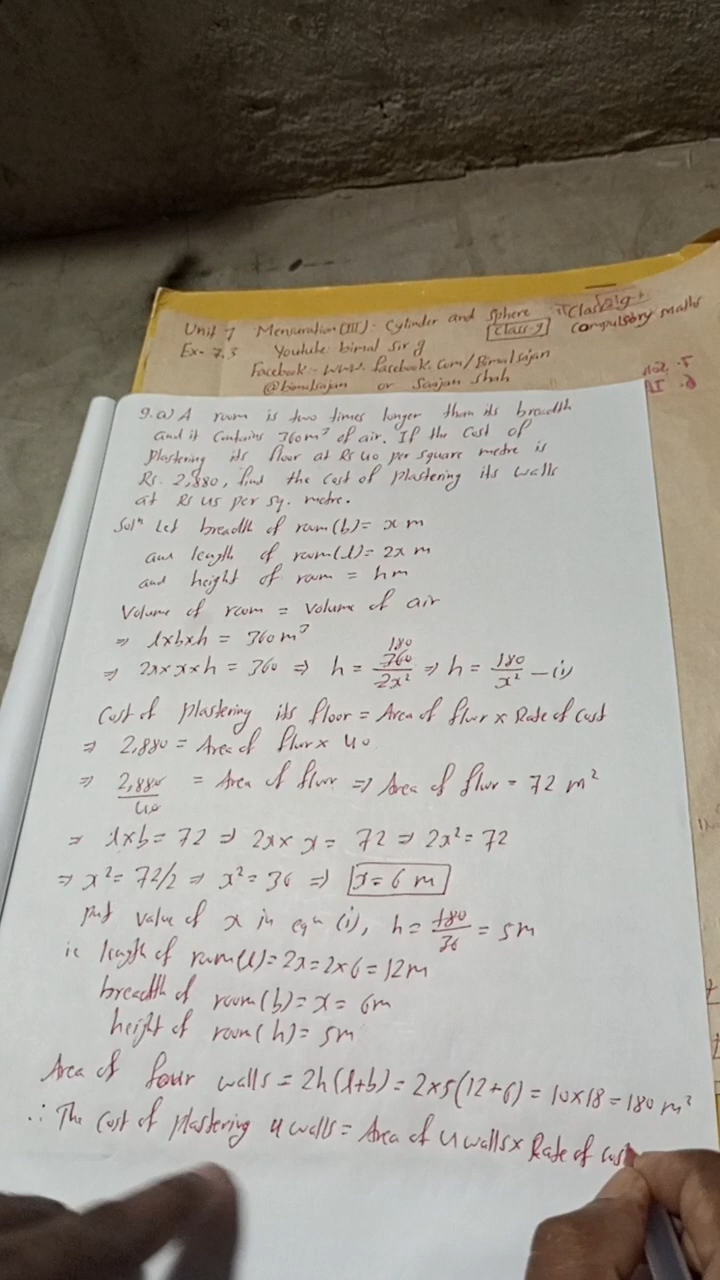 Unit 7 Mensuration (III): Cylinder and Sphere
Ex- 7.3 Youtube: bimal Sir g Class-9 Compulsory maths
Facebook:- www.facebook.com/Bimalsajan
@bimalsajan or Sanjan Shah
9.a) A room is two times longer than its breadth
and it contains 360m³ of air. If the cost of
plastering its floor at Rs 40 per square metre is
Rs. 2,880, find the cost of plastering its walls
at Rs 45 per sq. metre.
Solⁿ Let breadth of room (b) = x m
and length of room (l) = 2x m
and height of room = h m
Volume of room = Volume of air
⇒ l×b×h = 360 m³
⇒ 2x × x × h = 360 ⇒ h = 360/2x² 180 ⇒ h = 180/x² — (i)
Cost of plastering its floor = Area of floor × Rate of cost
⇒ 2,880 = Area of floor × 40
⇒ 2,880/40 = Area of floor ⇒ Area of floor = 72 m²
⇒ l×b = 72 ⇒ 2x × x = 72 ⇒ 2x² = 72
⇒ x² = 72/2 ⇒ x² = 36 ⇒ x = 6 m
put value of x in eqn (i), h = 180/36 = 5m
ie length of room (l) = 2x = 2×6 = 12m
breadth of room (b) = x = 6m
height of room (h) = 5m
Area of four walls = 2h(l+b) = 2×5(12+6) = 10×18 = 180 m²
∴ The cost of plastering 4 walls = Area of 4 walls × Rate of cos